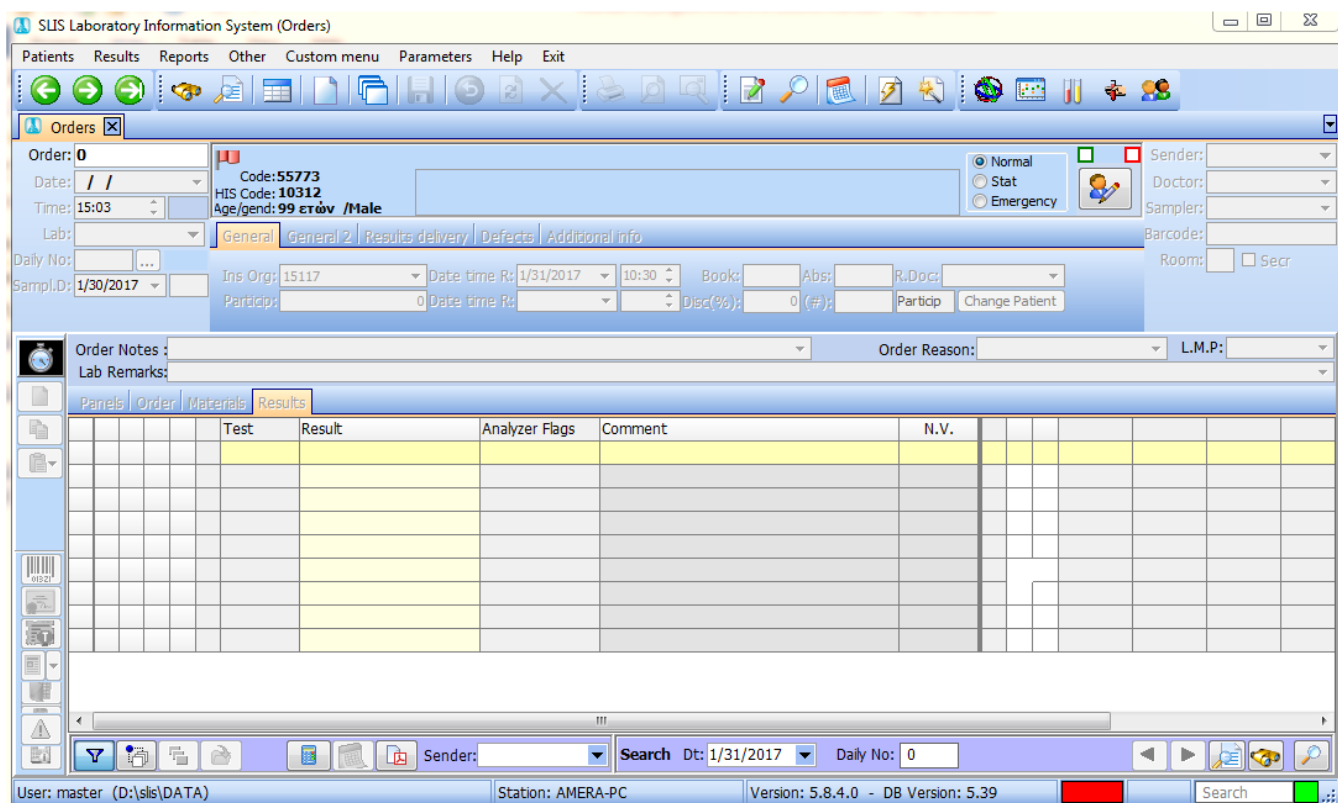 SLIS Laboratory Information System (Orders)
Patients Results Reports Other Custom menu Parameters Help Exit
Orders
Order: 0
Date: / /
Time: 15:03
Lab:
Daily No: ...
Sampl.D: 1/30/2017
Code:55773
HIS Code: 10312
Age/gend: 99 ετών /Male
Normal
Stat
Emergency
Sender:
Doctor:
Sampler:
Barcode:
Room: Secr
General General 2 Results delivery Defects Additional info
Ins Org: 15117 Date time R: 1/31/2017 10:30 Book: Abs: R.Doc:
Particip: 0 Date time R: Disc(%): 0 (#): Particip Change Patient
Order Notes : Order Reason: L.M.P:
Lab Remarks:
Panels Order Materials Results
Test Result Analyzer Flags Comment N.V.
01321
Sender: Search Dt: 1/31/2017 Daily No: 0
User: master (D:\slis\DATA) Station: AMERA-PC Version: 5.8.4.0 - DB Version: 5.39 Search